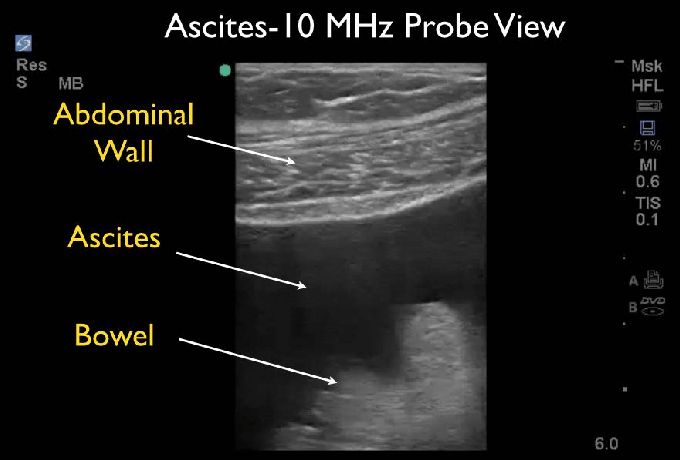 Ascites-10 MHz Probe View
Res
S MB
Msk
HFL
51%
MI
0.6
TIS
0.1
A
B DVD
6.0
Abdominal
Wall
Ascites
Bowel